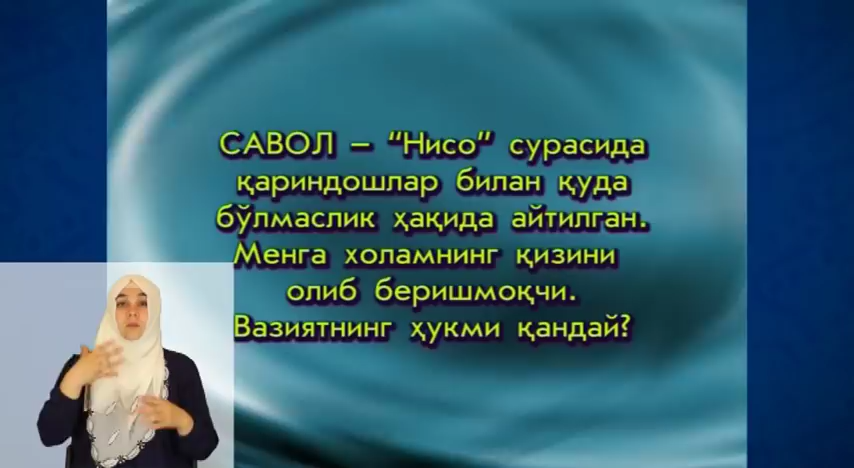 САВОЛ – “Нисо” сурасида
қариндошлар билан қуда
бўлмаслик ҳақида айтилган.
Менга холамнинг қизини
олиб беришмоқчи.
Вазиятнинг ҳукми қандай?